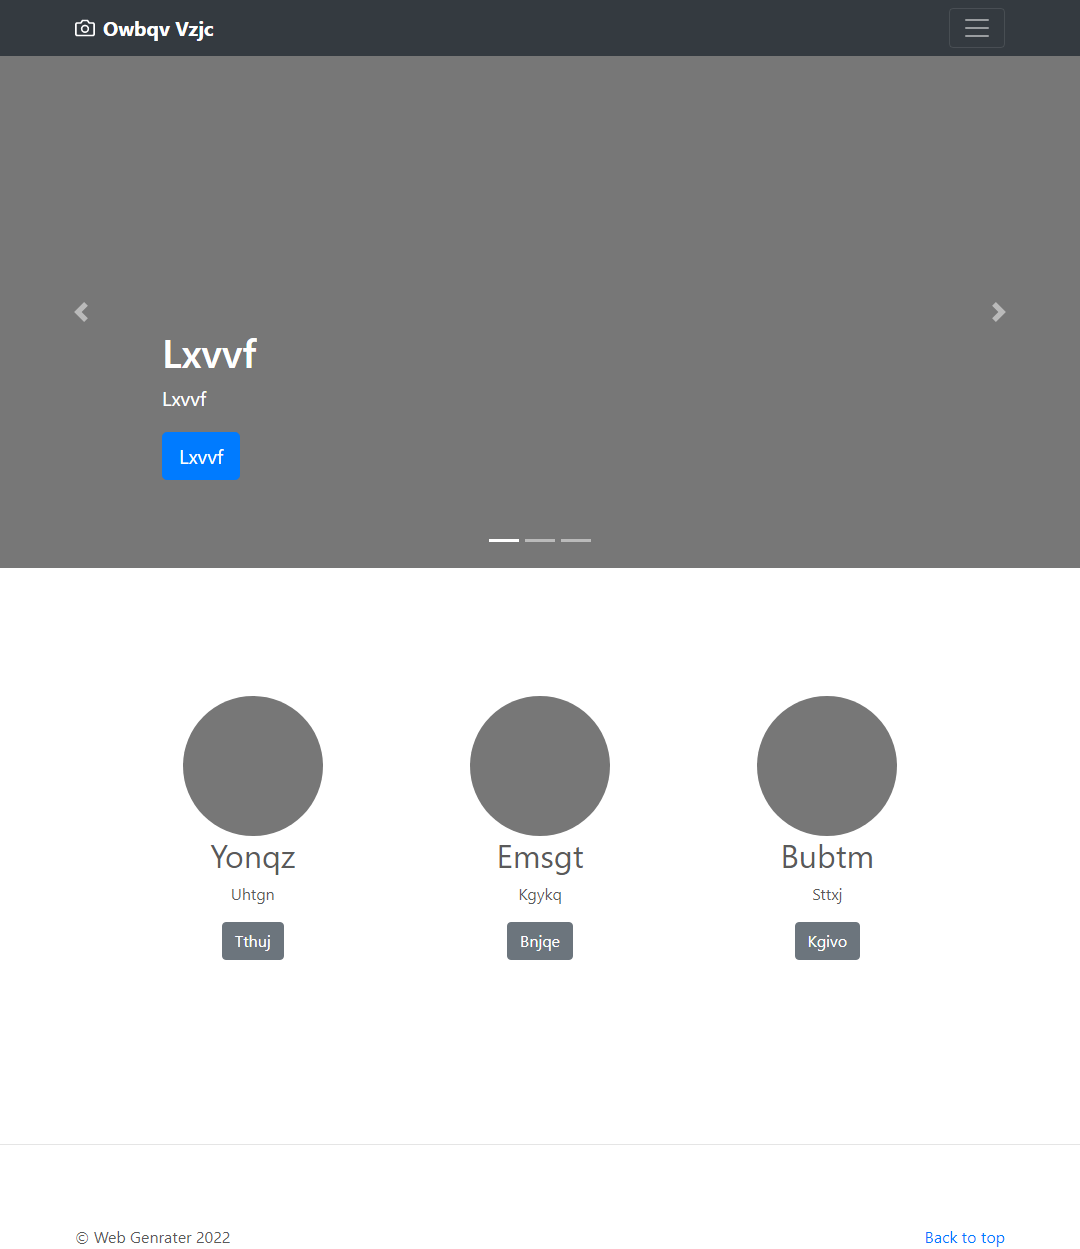 Owbqv Vzjc
Lxvvf
Lxvvf
Lxvvf
Yonqz
Emsgt
Bubtm
Uhtgn
Kgykq
Sttxj
Tthuj
Bnjqe
Kgivo
© Web Genrater 2022
Back to top